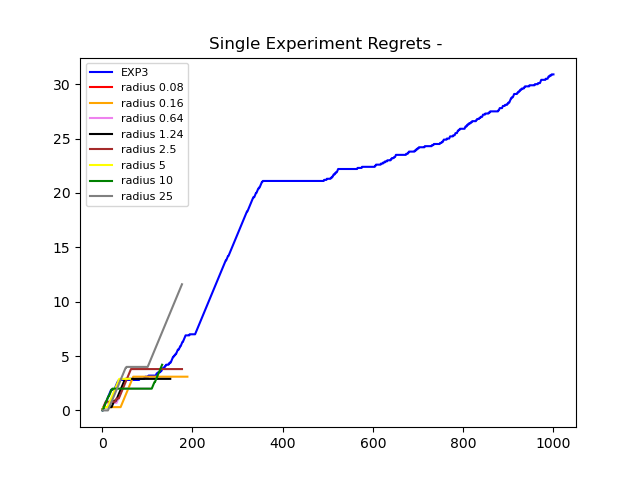 Single Experiment Regrets -
EXP3
radius 0.08
radius 0.16
radius 0.64
radius 1.24
radius 2.5
radius 5
radius 10
radius 25
30
25
20
15
10
5
0
0 200 400 600 800 1000